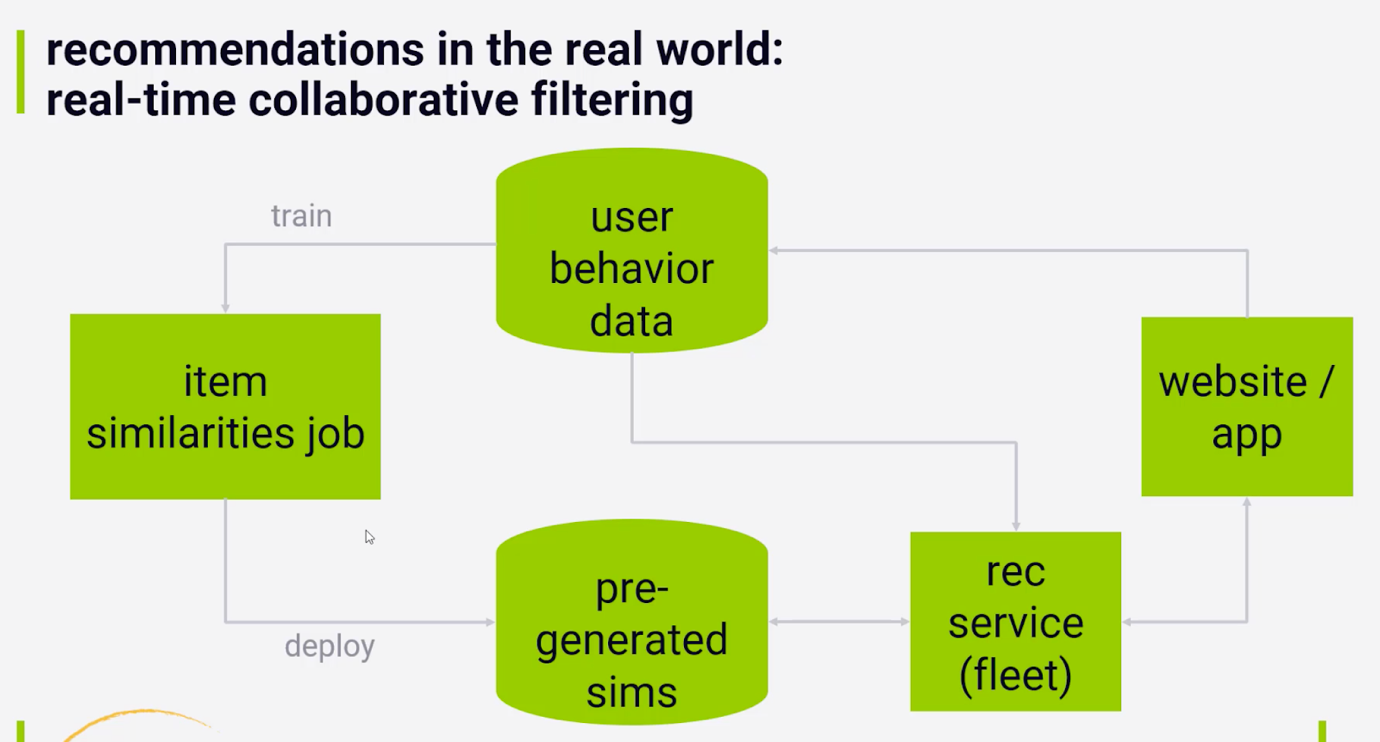 recommendations in the real world:
real-time collaborative filtering
train
user
behavior
data
item
similarities job
website /
app
deploy
pre-
generated
sims
rec
service
(fleet)